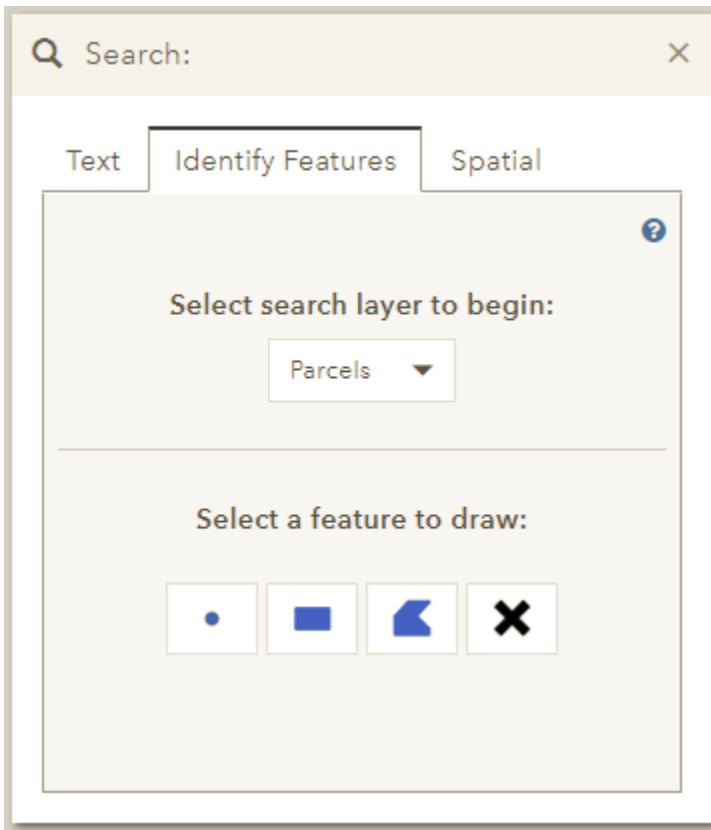 Search:
Text Identify Features Spatial
Select search layer to begin:
Parcels
Select a feature to draw: